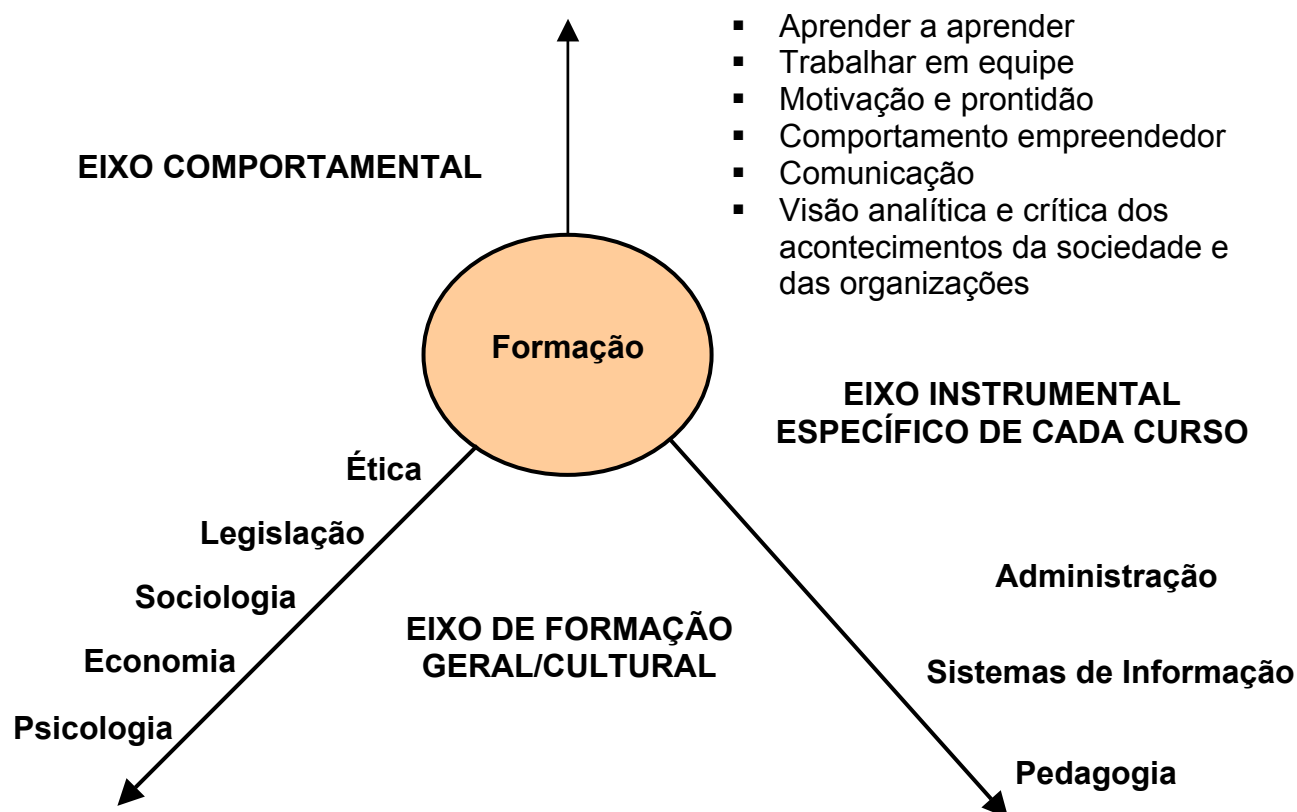 ▪ Aprender a aprender
▪ Trabalhar em equipe
▪ Motivação e prontidão
▪ Comportamento empreendedor
▪ Comunicação
▪ Visão analítica e crítica dos
acontecimentos da sociedade e
das organizações
EIXO COMPORTAMENTAL
Formação
EIXO INSTRUMENTAL
ESPECÍFICO DE CADA CURSO
Ética
Legislação
Sociologia
Economia
Psicologia
EIXO DE FORMAÇÃO
GERAL/CULTURAL
Administração
Sistemas de Informação
Pedagogia